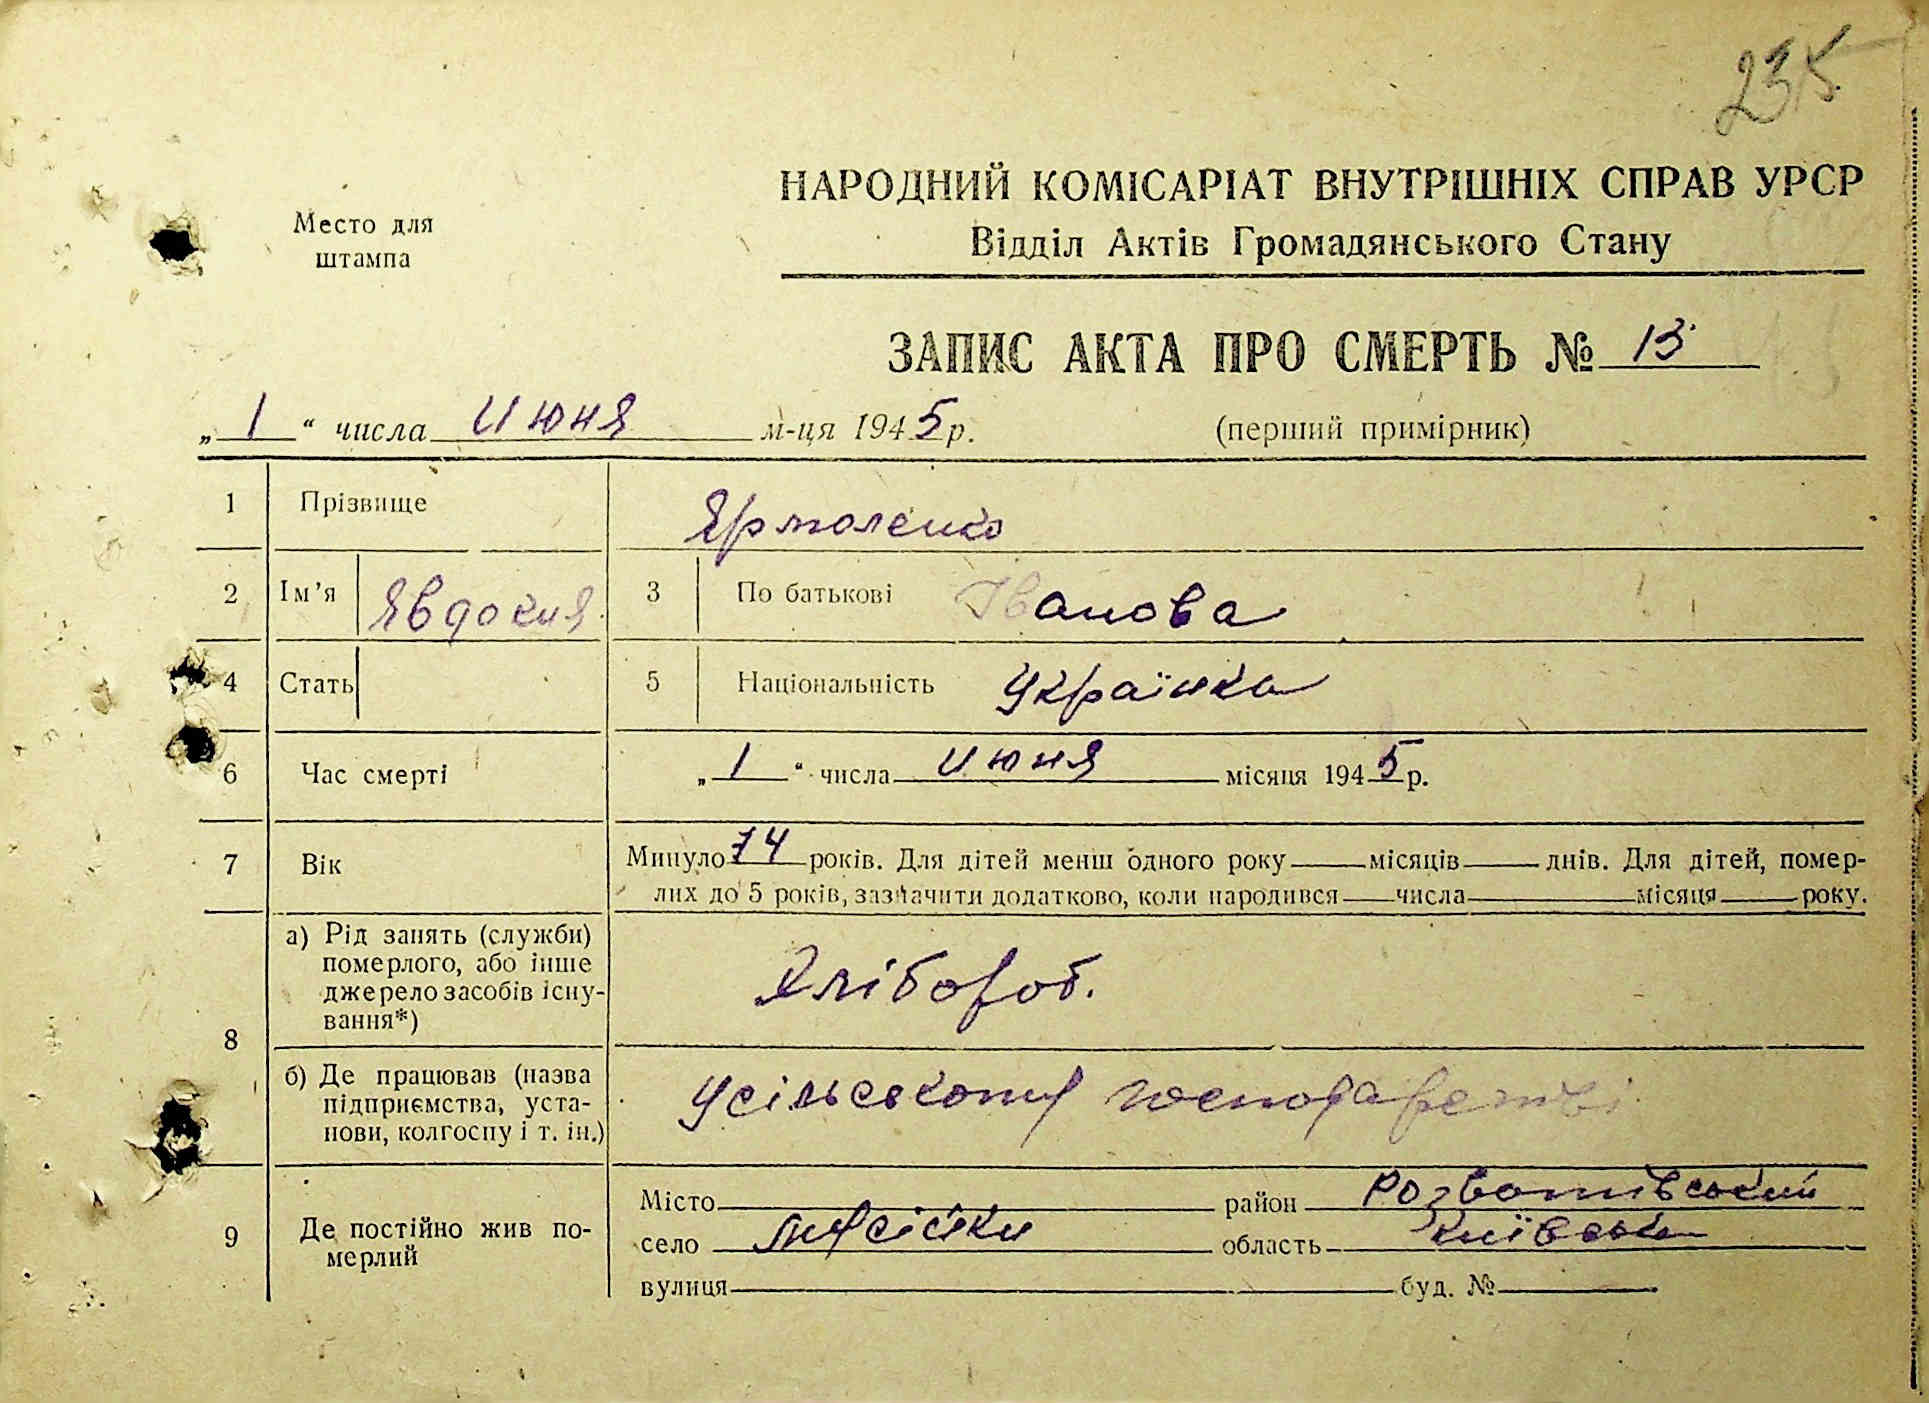 235
Место для
штампа
НАРОДНИЙ КОМІСАРІАТ ВНУТРІШНІХ СПРАВ УРСР
Відділ Актів Громадянського Стану
ЗАПИС АКТА ПРО СМЕРТЬ № 13
„ 1 “ числа Июня м-ця 1945 р. (перший примірник)
1 Прізвище Ярмоленко
2 Ім’я Явдокия 3 По батькові Іванова
4 Стать 5 Національність Українка
6 Час смерті „ 1 “ числа Июня місяця 1945 р.
7 Вік Минуло 74 років. Для дітей менш одного року місяців днів. Для дітей, помер-
лих до 5 років, зазначити додатково, коли народився числа місяця року.
8 а) Рід занять (служби)
померлого, або інше
джерело засобів існу-
вання*)
Хлібороб.
б) Де працював (назва
підприємства, уста-
нови, колгоспу і т. ін.)
Усільському господарстві
9 Де постійно жив по-
мерлий
Місто район Розважівський
село область Київська
вулиця буд. №